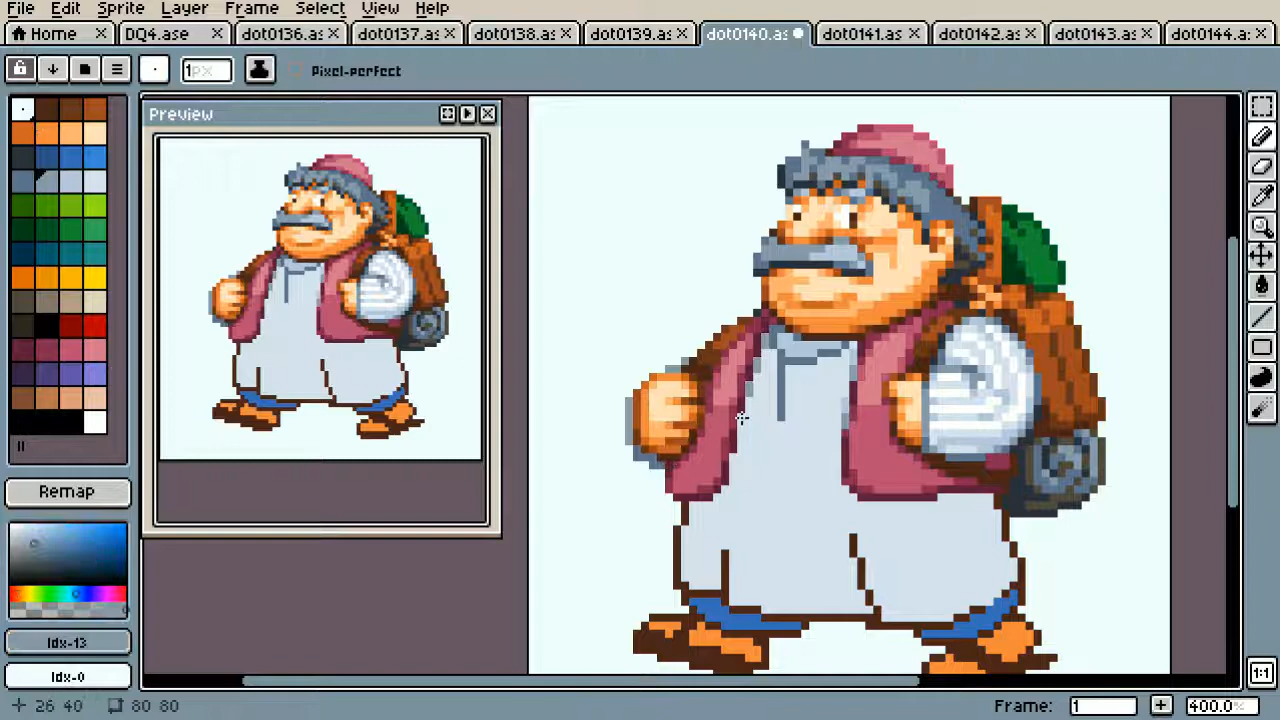 File Edit Sprite Layer Frame Select View Help
Home DQ4.ase dot0136.as dot0137.as dot0138.as dot0139.as dot0140.as dot0141.as dot0142.as dot0143.as dot0144.a
1px Pixel-perfect
Preview
Remap
Idx-13
Idx-0
26 40 80 80 Frame: 1 400.0%
1:1